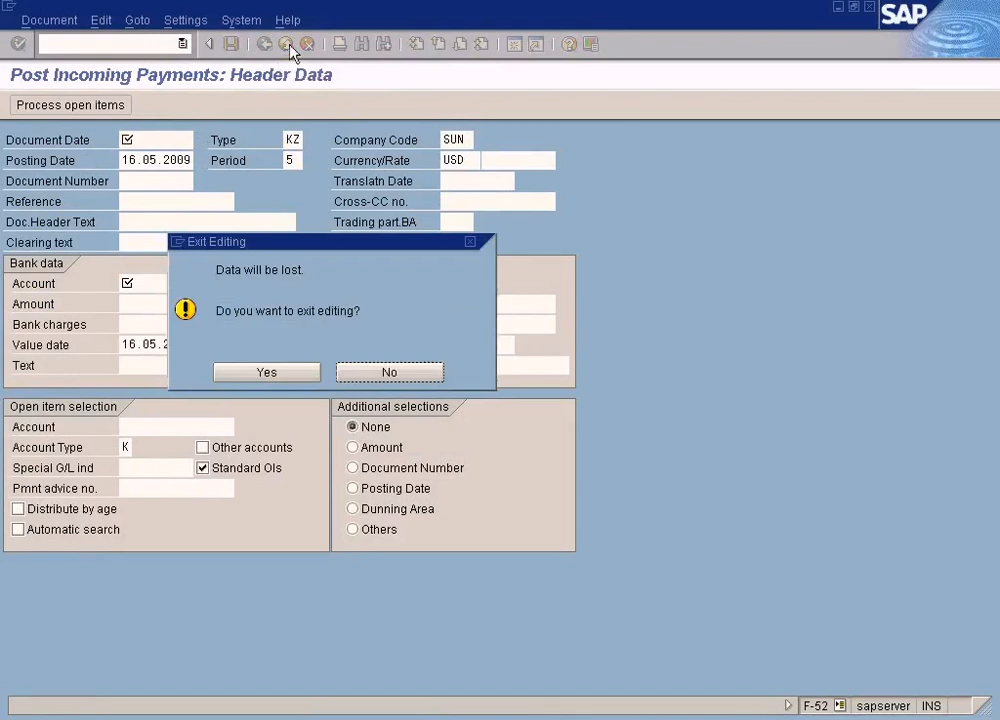 Document Edit Goto Settings System Help
SAP
Post Incoming Payments: Header Data
Process open items
Document Date Type KZ Company Code SUN
Posting Date 16.05.2009 Period 5 Currency/Rate USD
Document Number Translatn Date
Reference Cross-CC no.
Doc.Header Text Trading part.BA
Clearing text
Exit Editing
Data will be lost.
Do you want to exit editing?
Yes No
Bank data
Account
Amount
Bank charges
Value date 16.05.2
Text
Open item selection
Account
Account Type K Other accounts
Special G/L ind Standard OIs
Pmnt advice no.
Distribute by age
Automatic search
Additional selections
None
Amount
Document Number
Posting Date
Dunning Area
Others
F-52 sapserver INS